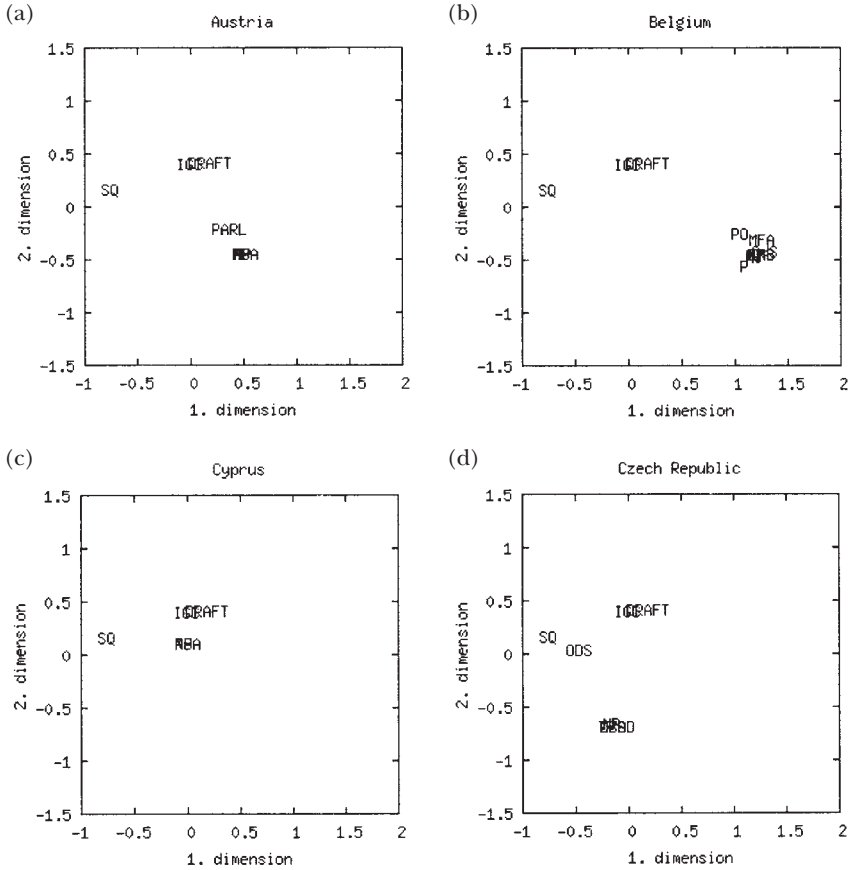 (a)
Austria
1.5
1
0.5
0
-0.5
-1
-1.5
2. dimension
DRAFT
SQ
PARL
-1 -0.5 0 0.5 1 1.5 2
1. dimension
(b)
Belgium
1.5
1
0.5
0
-0.5
-1
-1.5
2. dimension
DRAFT
SQ
PO
MFA
P
-1 -0.5 0 0.5 1 1.5 2
1. dimension
(c)
Cyprus
1.5
1
0.5
0
-0.5
-1
-1.5
2. dimension
DRAFT
SQ
-1 -0.5 0 0.5 1 1.5 2
1. dimension
(d)
Czech Republic
1.5
1
0.5
0
-0.5
-1
-1.5
2. dimension
DRAFT
SQ
ODS
-1 -0.5 0 0.5 1 1.5 2
1. dimension